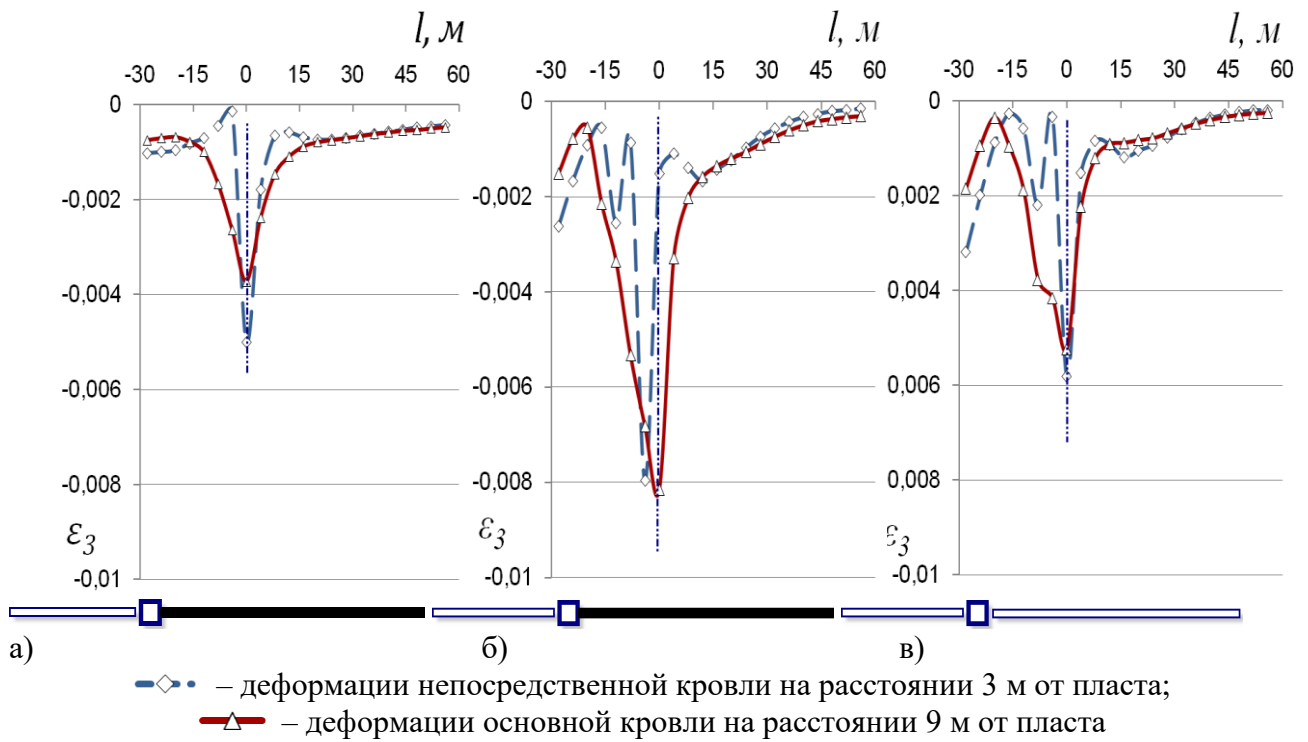 l, м
-30 -15 0 15 30 45 60
0
-0,002
-0,004
-0,006
-0,008
-0,01
ε3
а)
l, м
-30 -15 0 15 30 45 60
0
-0,002
-0,004
-0,006
-0,008
-0,01
ε3
б)
l, м
-30 -15 0 15 30 45 60
0
0,002
0,004
0,006
0,008
-0,01
ε3
в)
– деформации непосредственной кровли на расстоянии 3 м от пласта;
– деформации основной кровли на расстоянии 9 м от пласта